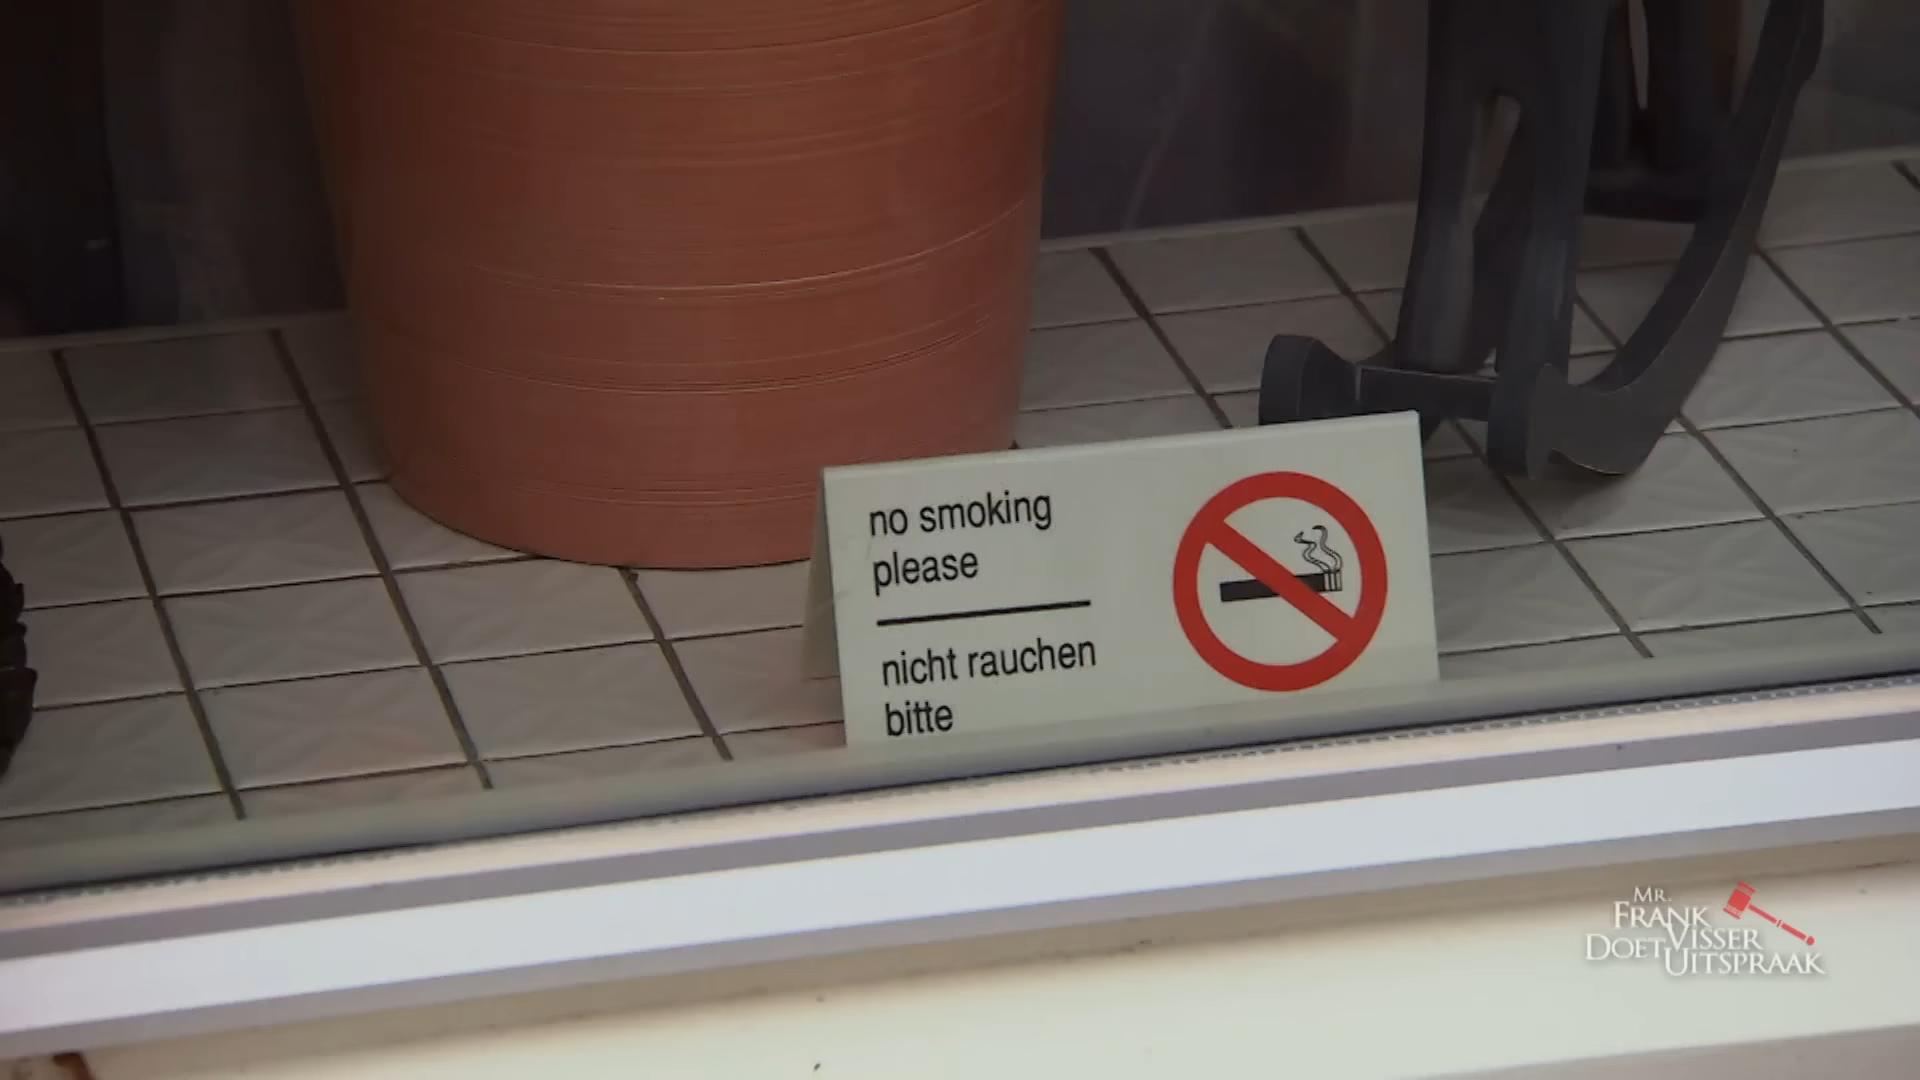 no smoking
please
nicht rauchen
bitte
MR.
FRANK
VISSER
DOET UITSPRAAK